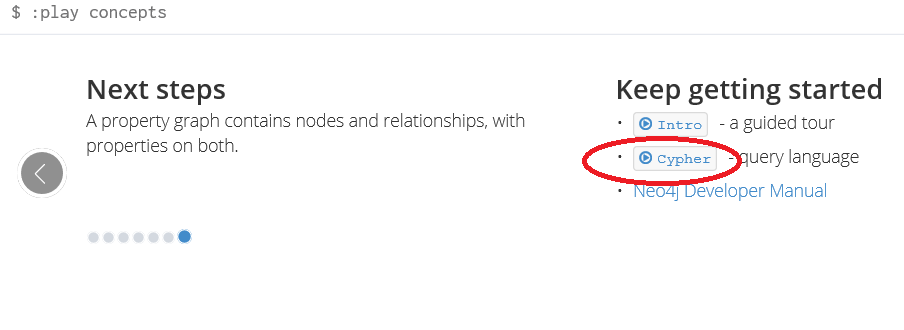 $ :play concepts
Next steps
A property graph contains nodes and relationships, with
properties on both.
Keep getting started
· Intro - a guided tour
· Cypher - query language
· Neo4j Developer Manual